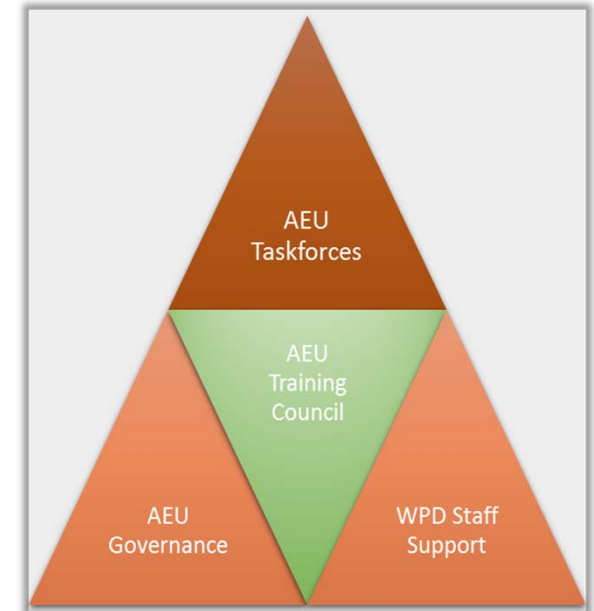 AEU
Taskforces
AEU
Training
Council
AEU
Governance
WPD Staff
Support